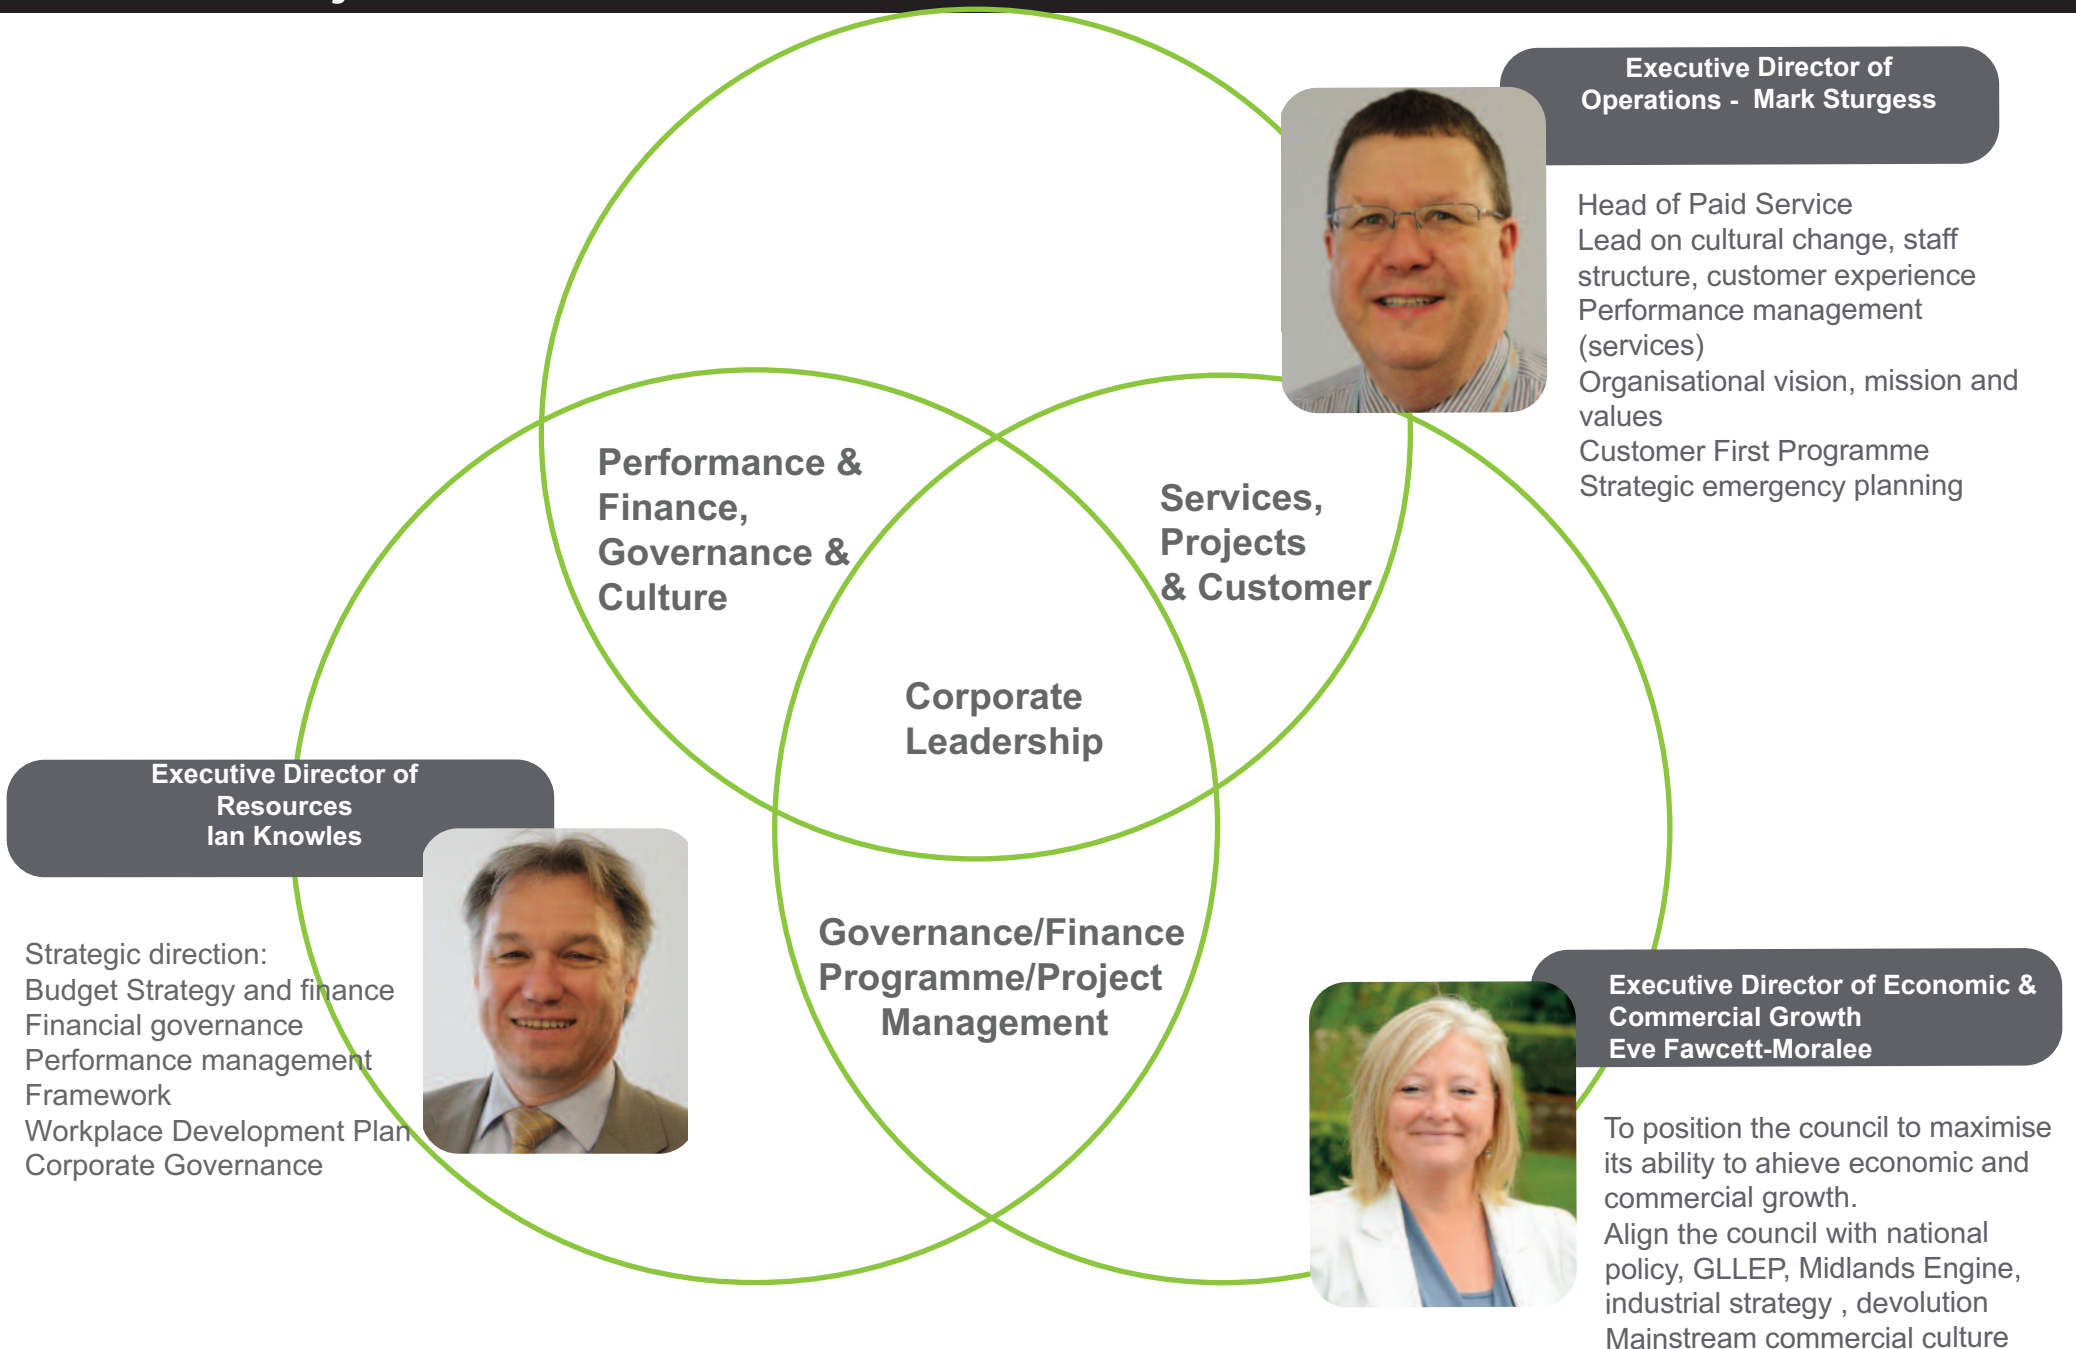 Executive Director of
Operations - Mark Sturgess
Head of Paid Service
Lead on cultural change, staff
structure, customer experience
Performance management
(services)
Organisational vision, mission and
values
Customer First Programme
Strategic emergency planning
Performance &
Finance,
Governance &
Culture
Services,
Projects
& Customer
Corporate
Leadership
Governance/Finance
Programme/Project
Management
Executive Director of
Resources
Ian Knowles
Strategic direction:
Budget Strategy and finance
Financial governance
Performance management
Framework
Workplace Development Plan
Corporate Governance
Executive Director of Economic &
Commercial Growth
Eve Fawcett-Moralee
To position the council to maximise
its ability to ahieve economic and
commercial growth.
Align the council with national
policy, GLLEP, Midlands Engine,
industrial strategy , devolution
Mainstream commercial culture